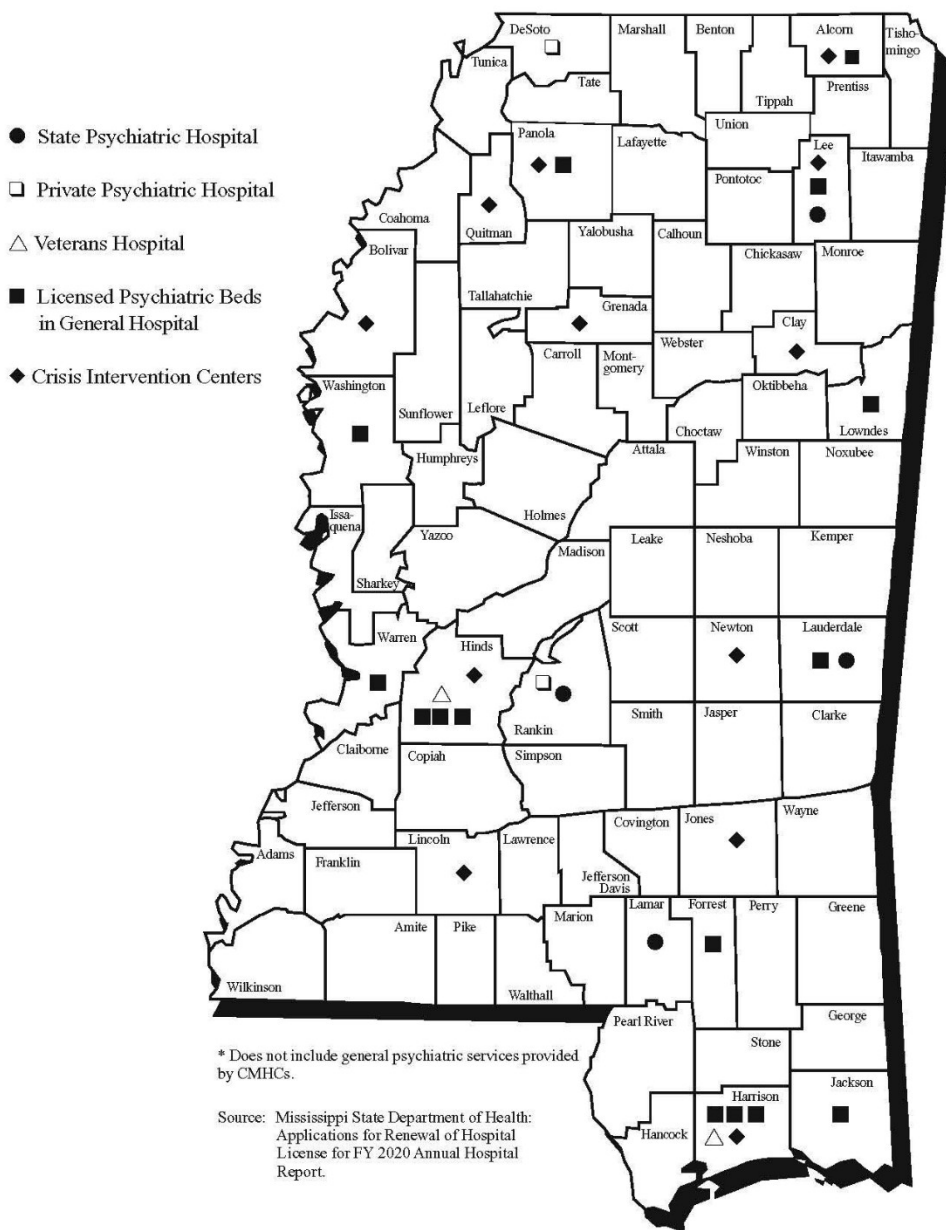 State Psychiatric Hospital
Private Psychiatric Hospital
Veterans Hospital
Licensed Psychiatric Beds
in General Hospital
Crisis Intervention Centers
DeSoto
Marshall
Benton
Alcorn
Tisho-
mingo
Tunica
Tate
Tippah
Prentiss
Panola
Lafayette
Union
Lee
Itawamba
Pontotoc
Coahoma
Quitman
Yalobusha
Calhoun
Bolivar
Chickasaw
Monroe
Tallahatchie
Grenada
Clay
Carroll
Mont-
gomery
Webster
Washington
Oktibbeha
Sunflower
Leflore
Choctaw
Lowndes
Humphreys
Attala
Winston
Noxubee
Issa-
quena
Holmes
Yazoo
Madison
Leake
Neshoba
Kemper
Sharkey
Warren
Hinds
Scott
Newton
Lauderdale
Rankin
Smith
Jasper
Clarke
Claiborne
Copiah
Simpson
Jefferson
Covington
Jones
Wayne
Lincoln
Lawrence
Adams
Franklin
Jefferson
Davis
Marion
Lamar
Forrest
Perry
Greene
Amite
Pike
Wilkinson
Walthall
Pearl River
George
Stone
Jackson
Harrison
Hancock
* Does not include general psychiatric services provided
by CMHCs.
Source: Mississippi State Department of Health:
Applications for Renewal of Hospital
License for FY 2020 Annual Hospital
Report.